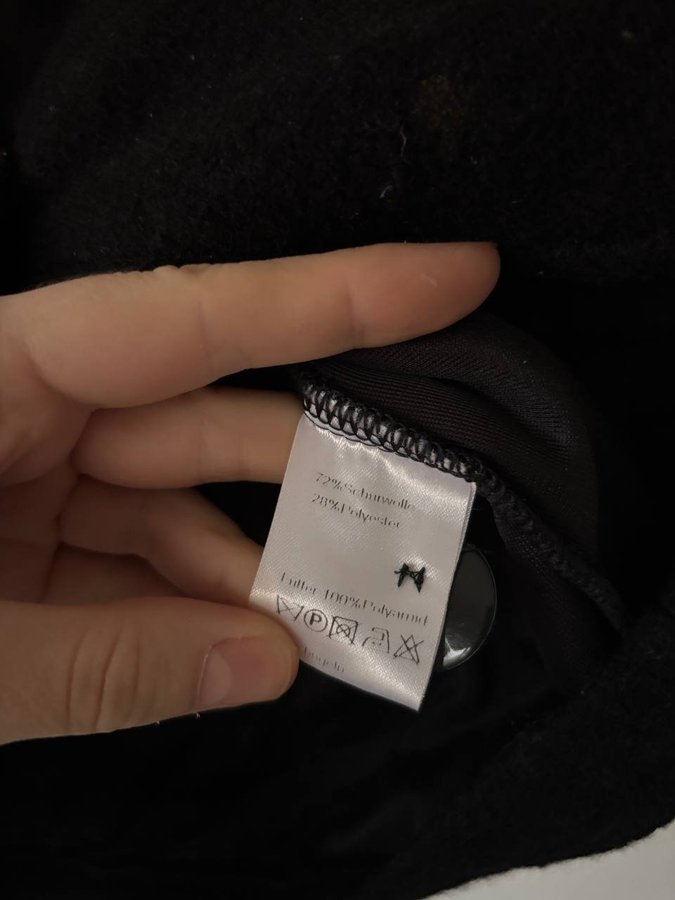 72%Schurwolle
28%Polyester
Futter 100%Polyamid
P